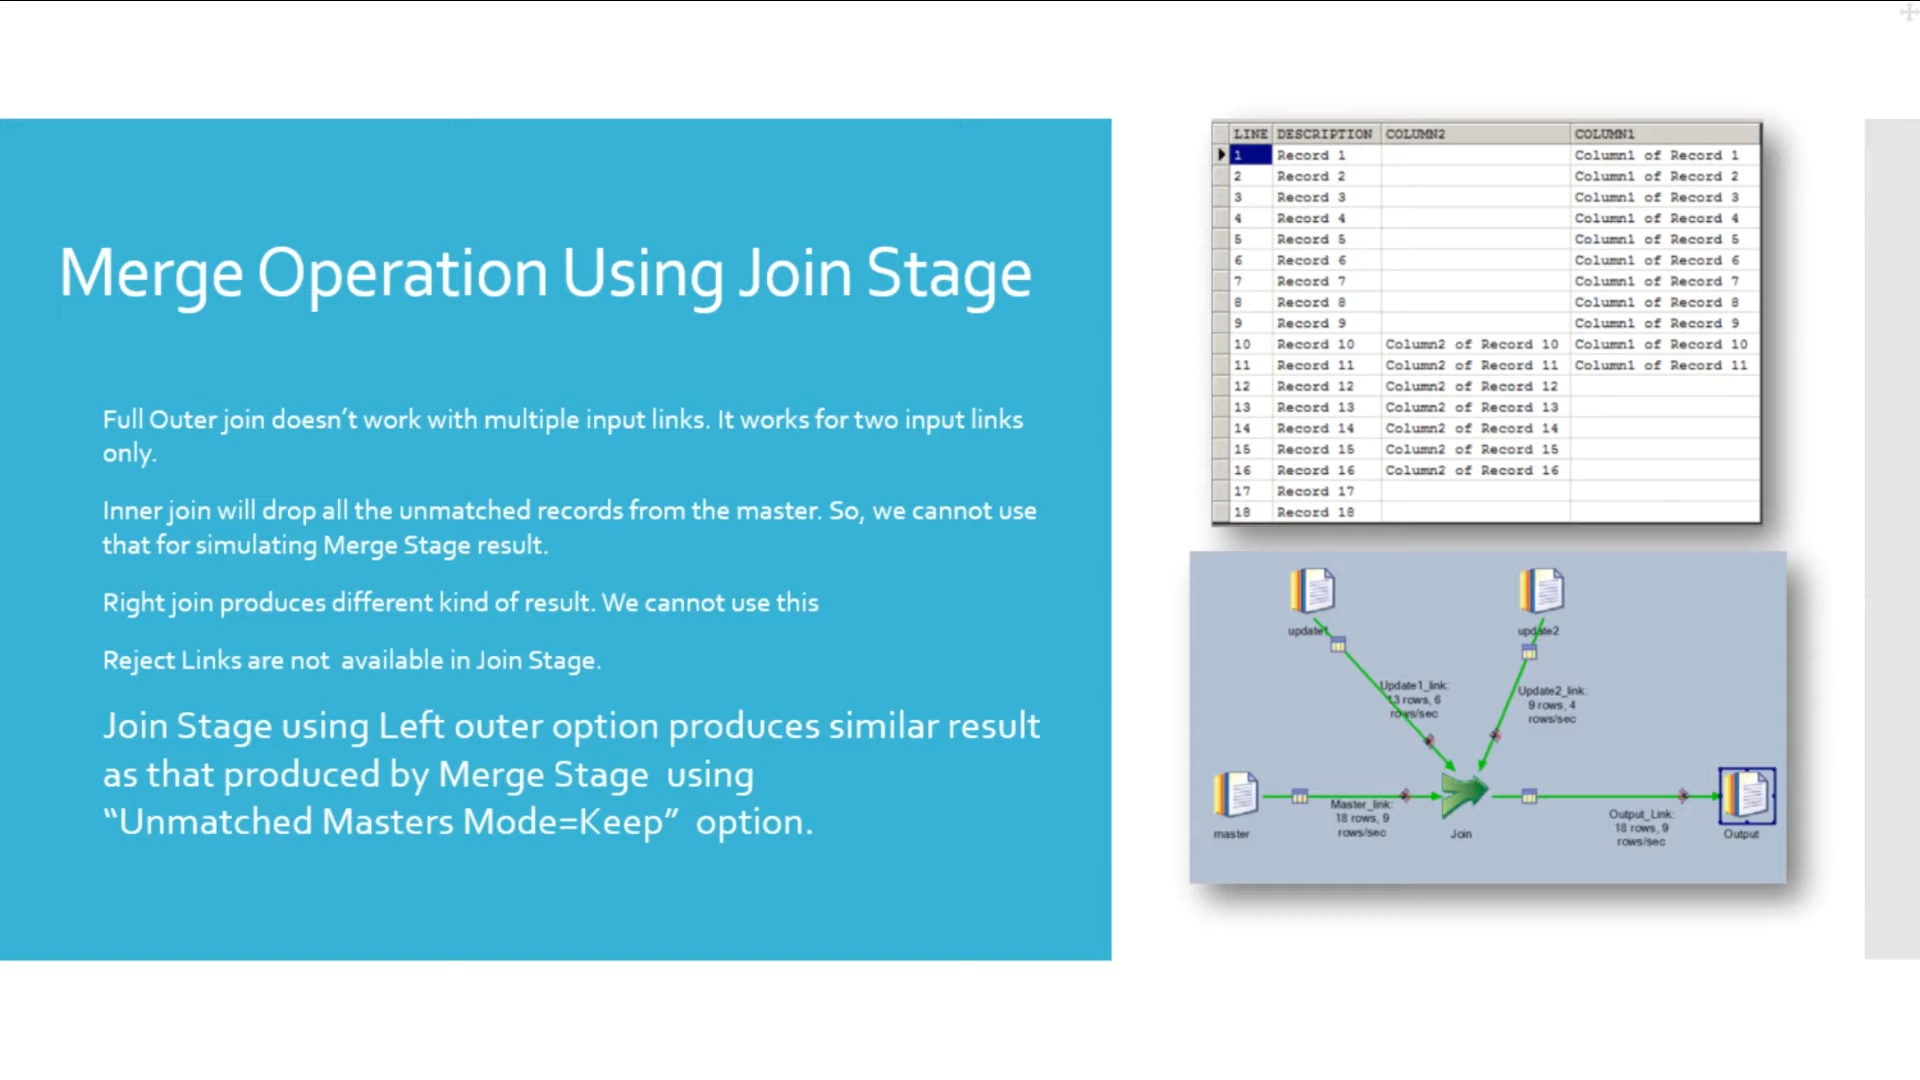 Merge Operation Using Join Stage
Full Outer join doesn't work with multiple input links. It works for two input links
only.
Inner join will drop all the unmatched records from the master. So, we cannot use
that for simulating Merge Stage result.
Right join produces different kind of result. We cannot use this
Reject Links are not available in Join Stage.
Join Stage using Left outer option produces similar result
as that produced by Merge Stage using
“Unmatched Masters Mode=Keep” option.
LINE DESCRIPTION COLUMN2 COLUMN1
1 Record 1 Column1 of Record 1
2 Record 2 Column1 of Record 2
3 Record 3 Column1 of Record 3
4 Record 4 Column1 of Record 4
5 Record 5 Column1 of Record 5
6 Record 6 Column1 of Record 6
7 Record 7 Column1 of Record 7
8 Record 8 Column1 of Record 8
9 Record 9 Column1 of Record 9
10 Record 10 Column2 of Record 10 Column1 of Record 10
11 Record 11 Column2 of Record 11 Column1 of Record 11
12 Record 12 Column2 of Record 12
13 Record 13 Column2 of Record 13
14 Record 14 Column2 of Record 14
15 Record 15 Column2 of Record 15
16 Record 16 Column2 of Record 16
17 Record 17
18 Record 18
update1
update2
Update1_link:
13 rows, 6
rows/sec
Update2_link:
9 rows, 4
rows/sec
master
Master_link:
18 rows, 9
rows/sec
Join
Output_Link:
18 rows, 9
rows/sec
Output